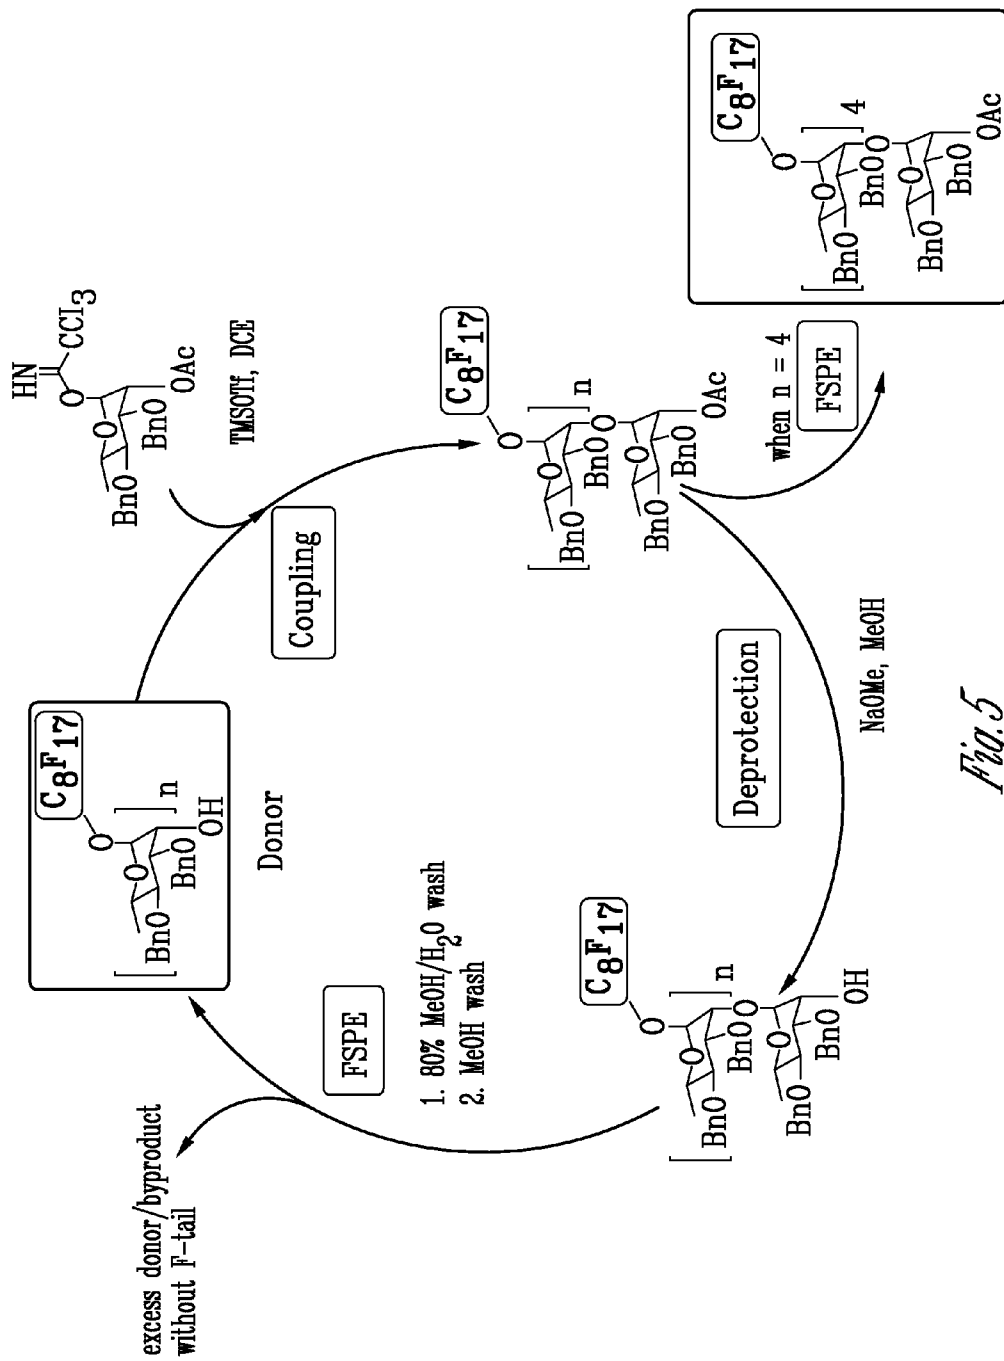 HN
CCl3
O
O
BnO
BnO
OAc
TMSOTf, DCE
C8F17
O
O
[BnO
BnO
]n
OH
Donor
Coupling
excess donor/byproduct
without F-tail
FSPE
1. 80% MeOH/H2O wash
2. MeOH wash
C8F17
O
O
[BnO
BnO
]n
O
O
BnO
BnO
OAc
when n = 4
FSPE
C8F17
O
O
[BnO
BnO
]4
O
O
BnO
BnO
OAc
Deprotection
NaOMe, MeOH
C8F17
O
O
[BnO
BnO
]n
O
O
BnO
BnO
OH
Fig.5